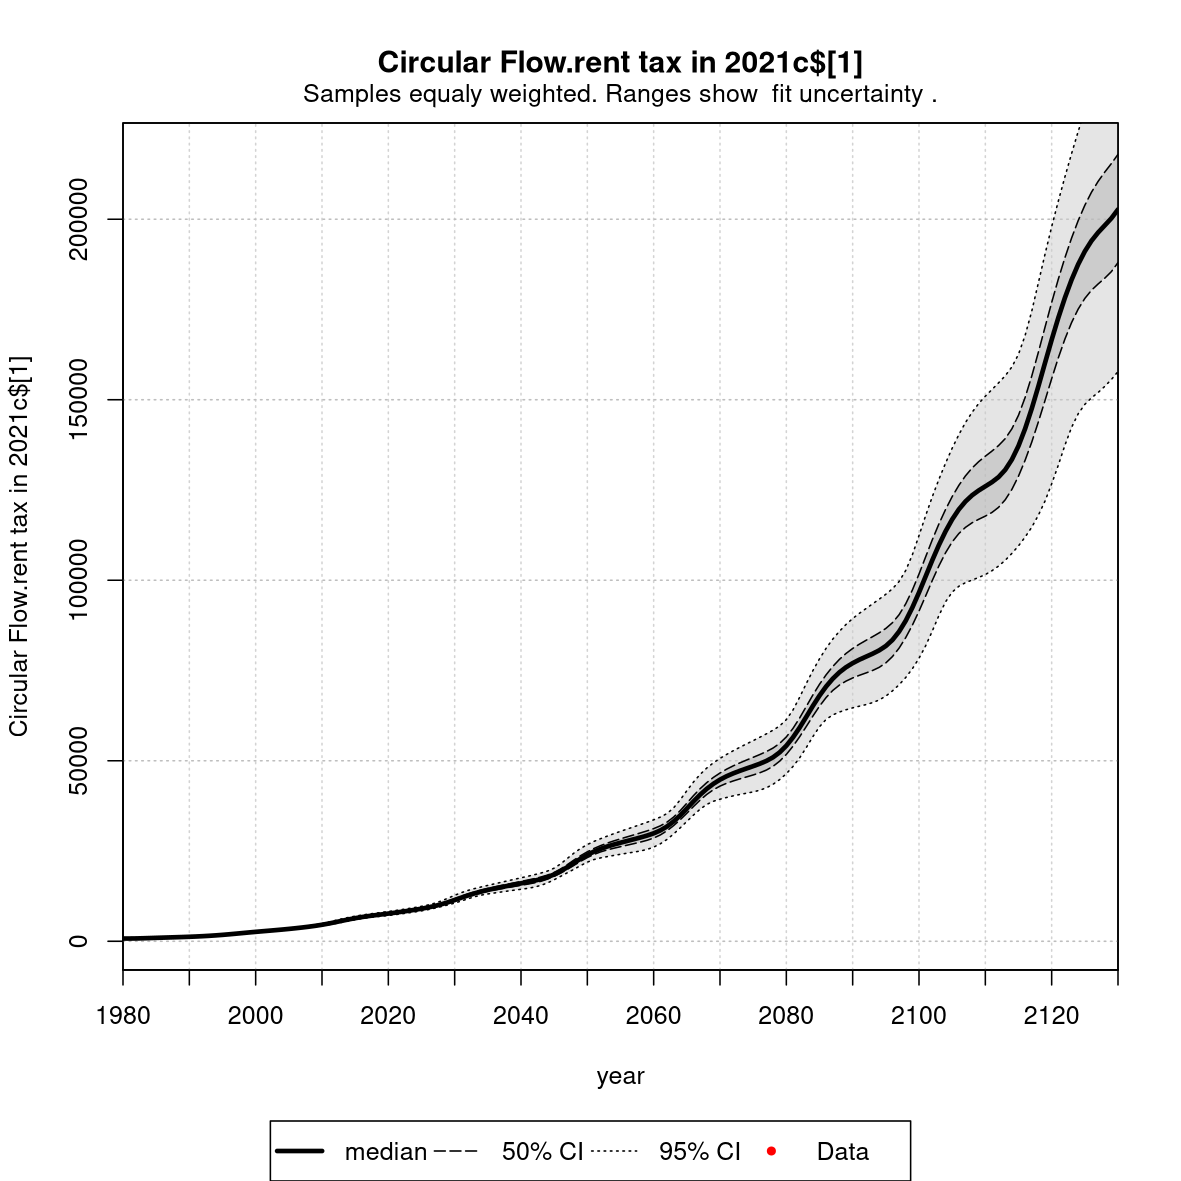 Circular Flow.rent tax in 2021c$[1]
Samples equaly weighted. Ranges show  fit uncertainty .
Circular Flow.rent tax in 2021c$[1]
200000
150000
100000
50000
0
1980 2000 2020 2040 2060 2080 2100 2120
year
median 50% CI 95% CI Data